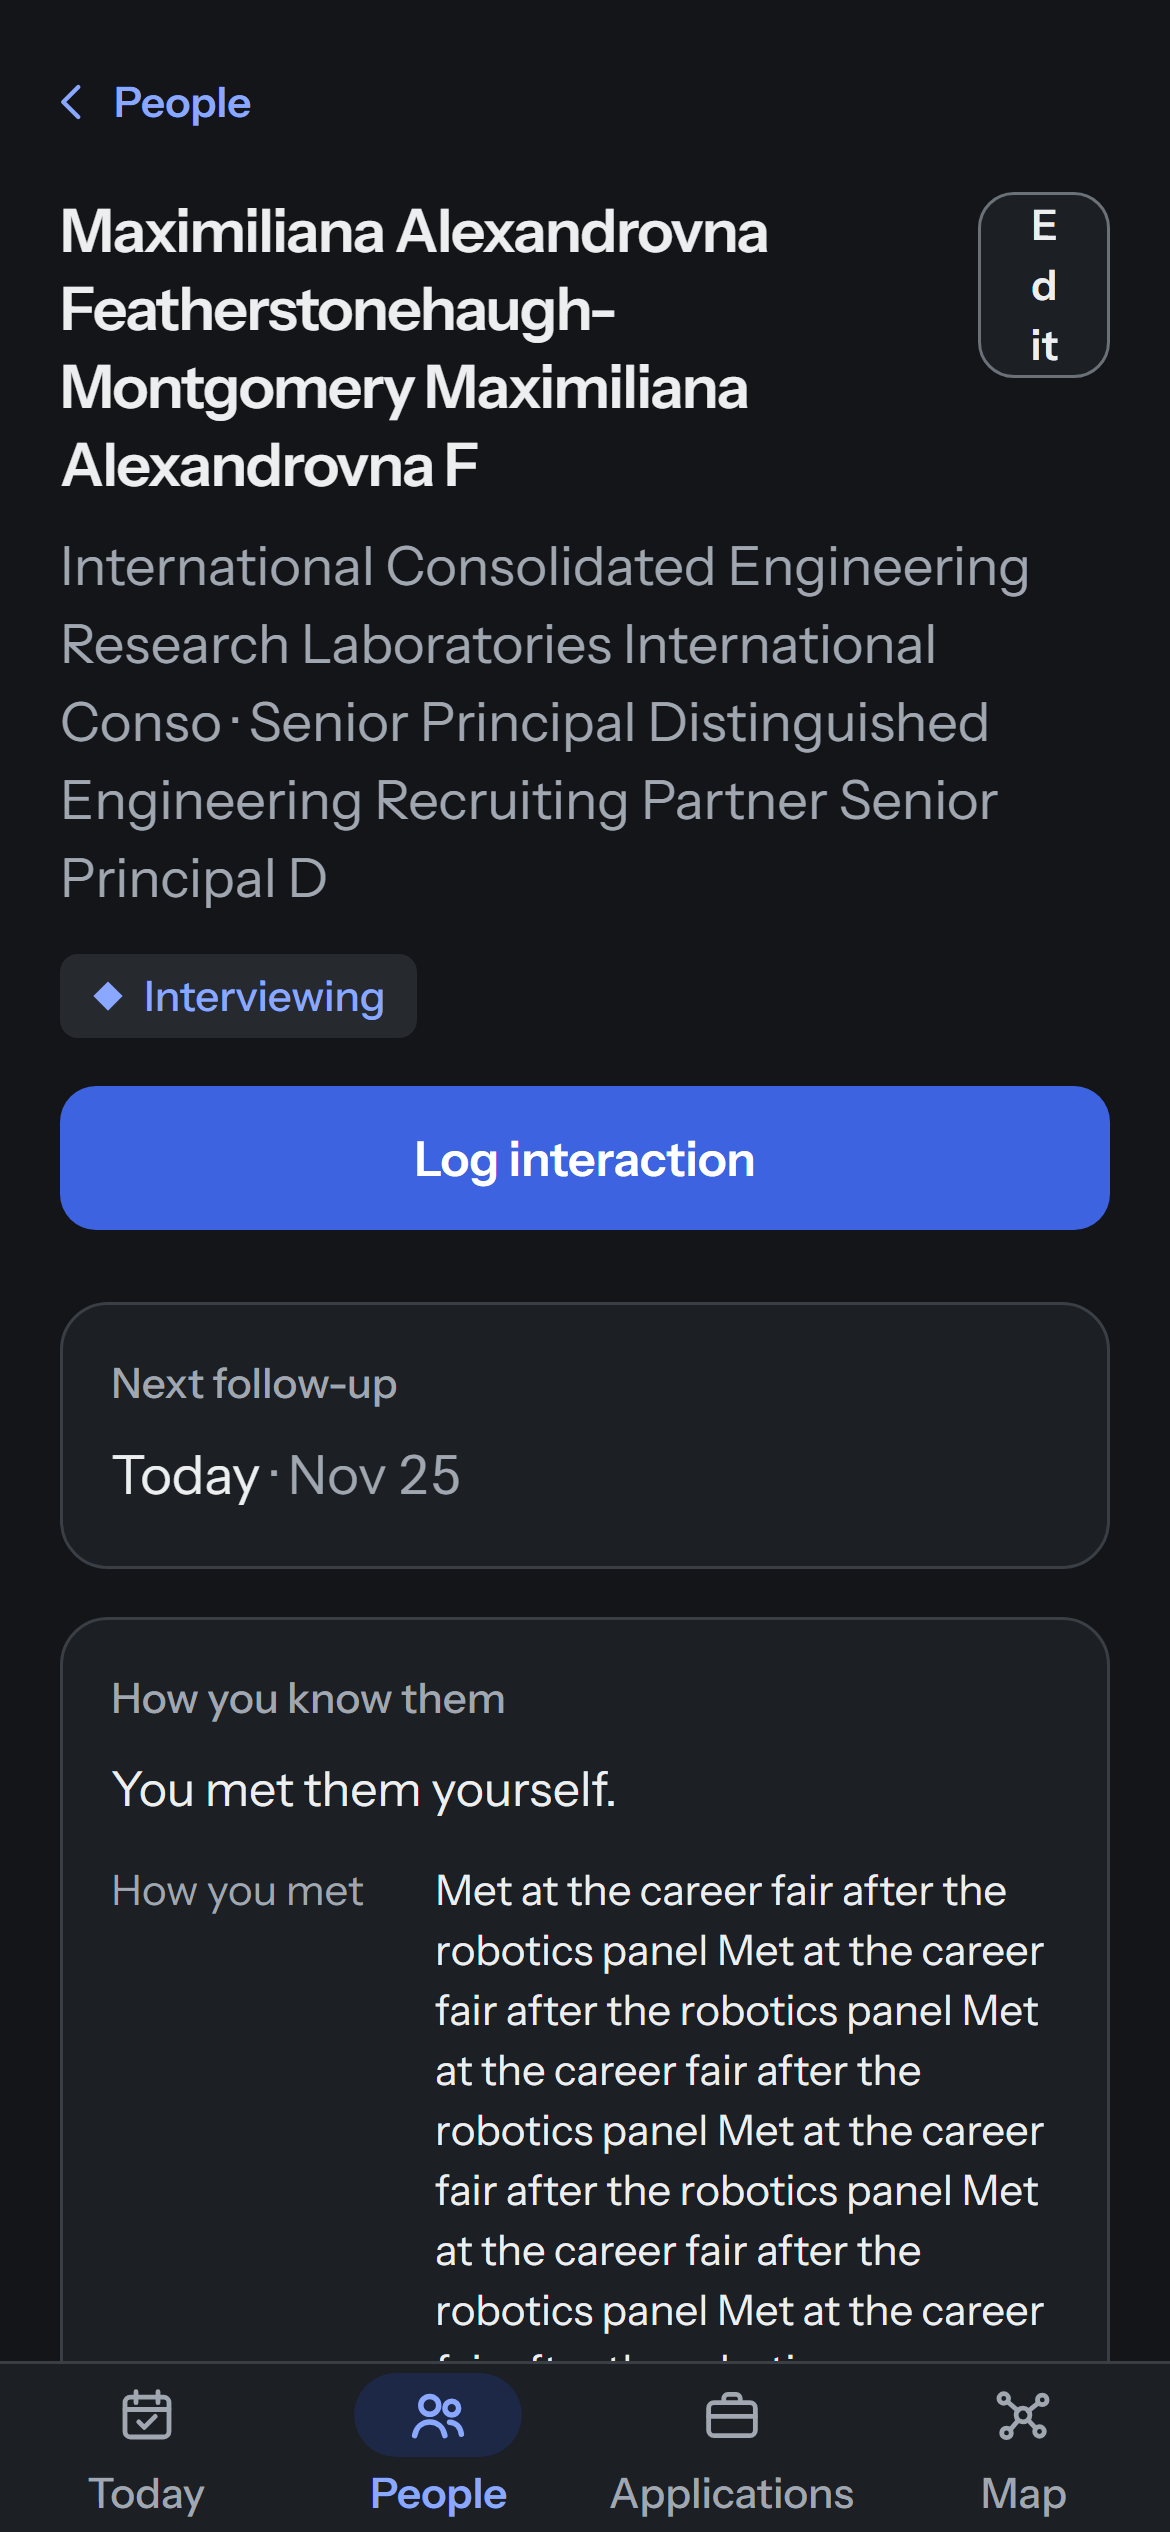 People
Maximiliana Alexandrovna
Featherstonehaugh-
Montgomery Maximiliana
Alexandrovna F
E
d
it
International Consolidated Engineering
Research Laboratories International
Conso · Senior Principal Distinguished
Engineering Recruiting Partner Senior
Principal D
Interviewing
Log interaction
Next follow-up
Today · Nov 25
How you know them
You met them yourself.
How you met
Met at the career fair after the
robotics panel Met at the career
fair after the robotics panel Met
at the career fair after the
robotics panel Met at the career
fair after the robotics panel Met
at the career fair after the
robotics panel Met at the career
Today
People
Applications
Map